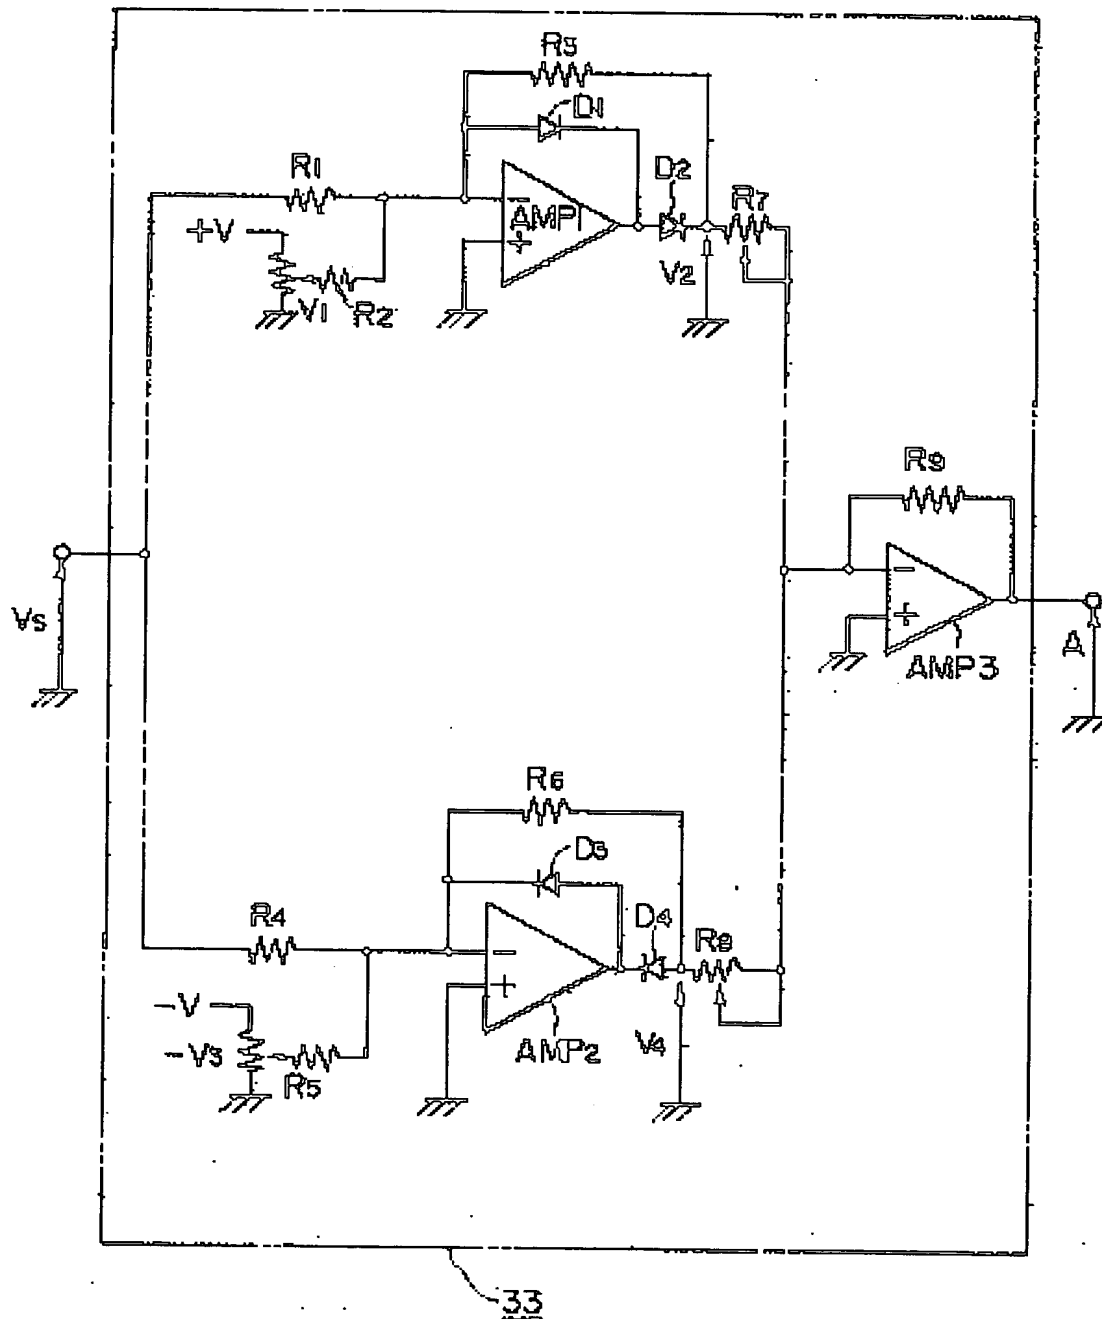 R3
D1
R1
D2
R7
+V
AMP1
−
+
V1
R2
V2
R9
Vs
−
+
A
AMP3
R6
D3
R4
D4
R8
−
+
−V
−V3
AMP2
V4
R5
33